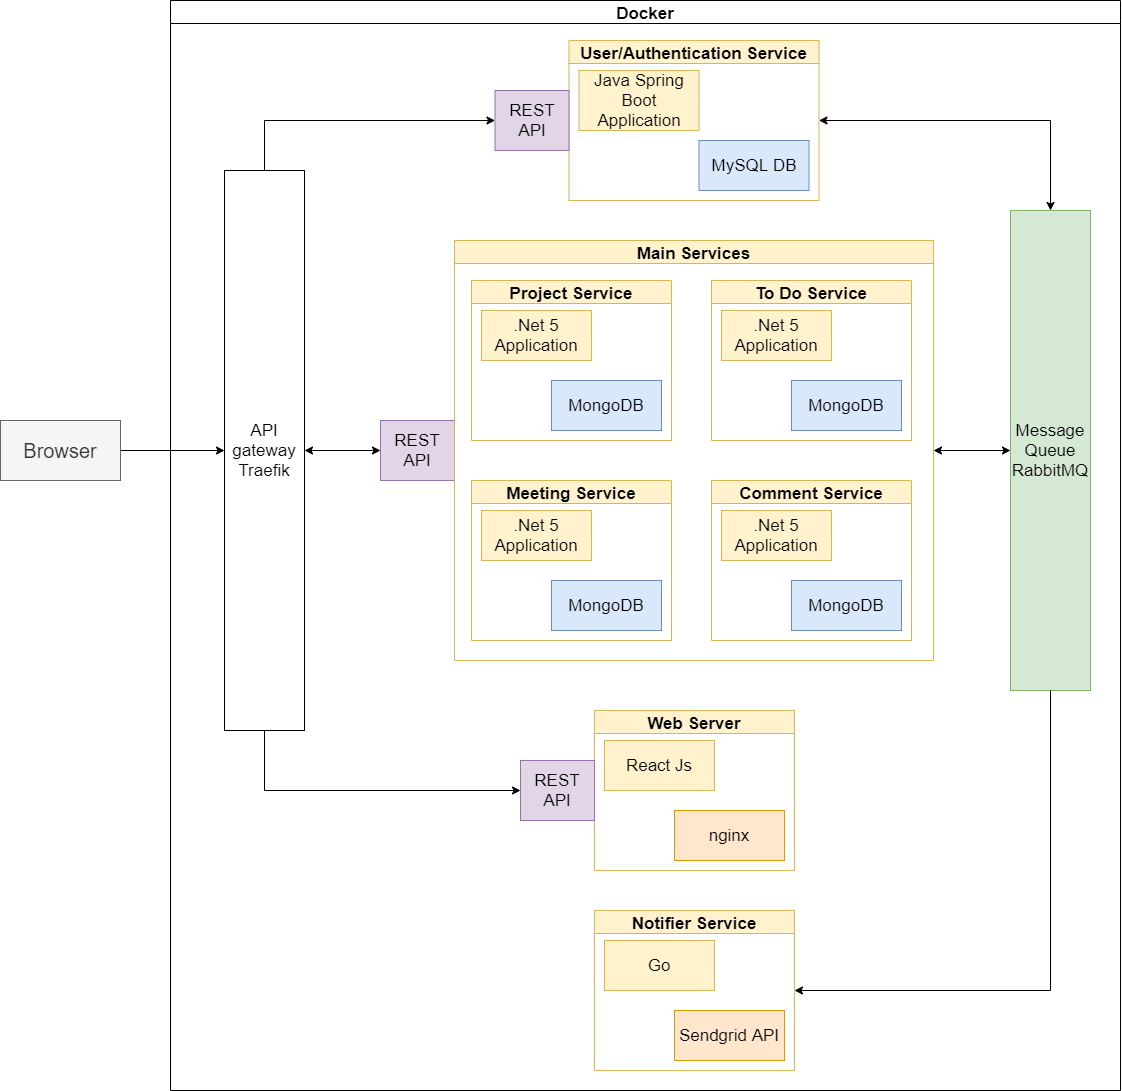 Docker
User/Authentication Service
Java Spring
Boot
Application
REST
API
MySQL DB
Main Services
Project Service
.Net 5
Application
MongoDB
To Do Service
.Net 5
Application
MongoDB
Browser
API
gateway
Traefik
REST
API
Message
Queue
RabbitMQ
Meeting Service
.Net 5
Application
MongoDB
Comment Service
.Net 5
Application
MongoDB
Web Server
React Js
REST
API
nginx
Notifier Service
Go
Sendgrid API